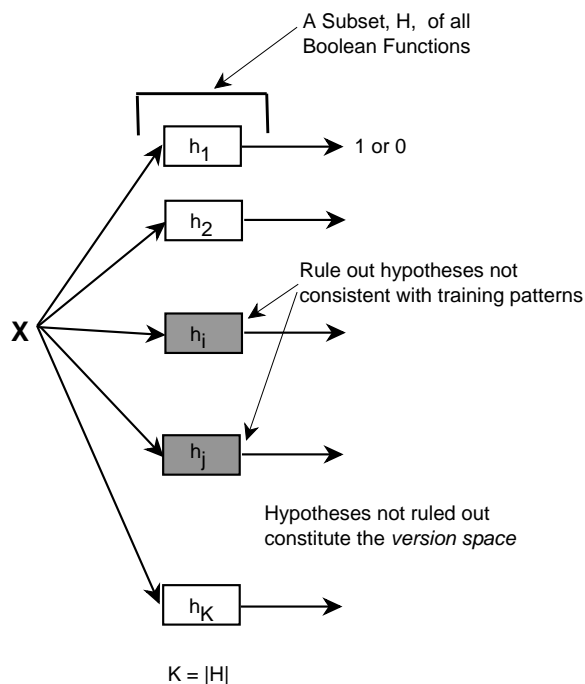 A Subset, H, of all
Boolean Functions
h1
1 or 0
h2
Rule out hypotheses not
consistent with training patterns
X
hi
hj
Hypotheses not ruled out
constitute the version space
hK
K = |H|